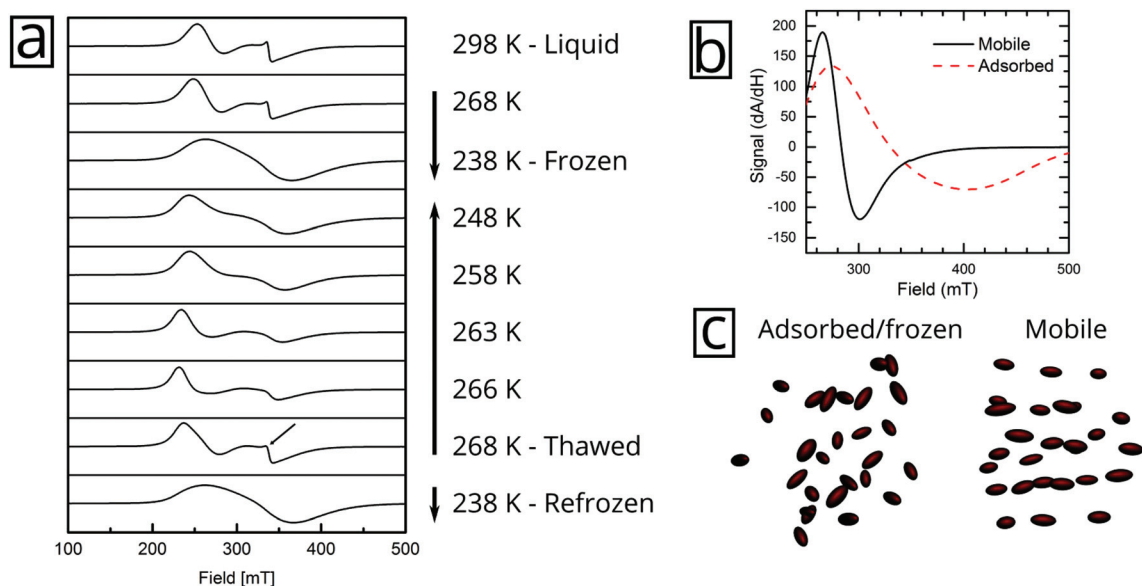 a
298 K - Liquid
268 K
238 K - Frozen
248 K
258 K
263 K
266 K
268 K - Thawed
238 K - Refrozen
100 200 300 400 500
Field [mT]
b
Mobile
Adsorbed
200
150
100
50
0
-50
-100
-150
Signal (dA/dH)
300 400 500
Field (mT)
c
Adsorbed/frozen Mobile